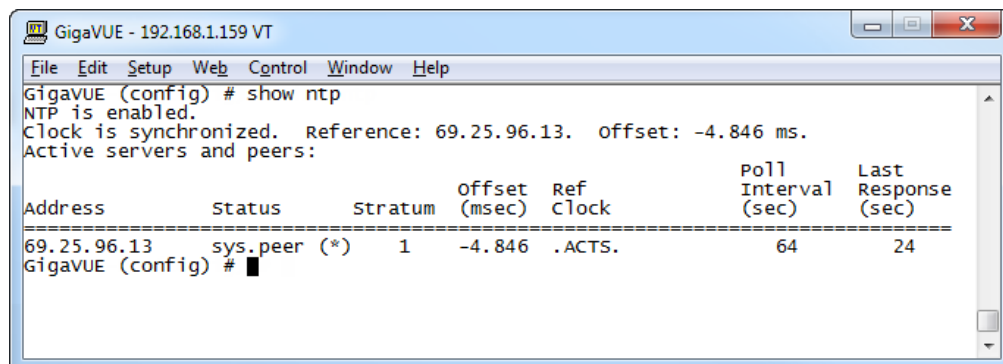 GigaVUE - 192.168.1.159 VT
File Edit Setup Web Control Window Help
GigaVUE (config) # show ntp
NTP is enabled.
Clock is synchronized.  Reference: 69.25.96.13.  Offset: -4.846 ms.
Active servers and peers:
Poll Last
Offset Ref Interval Response
Address Status Stratum (msec) Clock (sec) (sec)
================================================================================
69.25.96.13 sys.peer (*) 1 -4.846 .ACTS. 64 24
GigaVUE (config) #